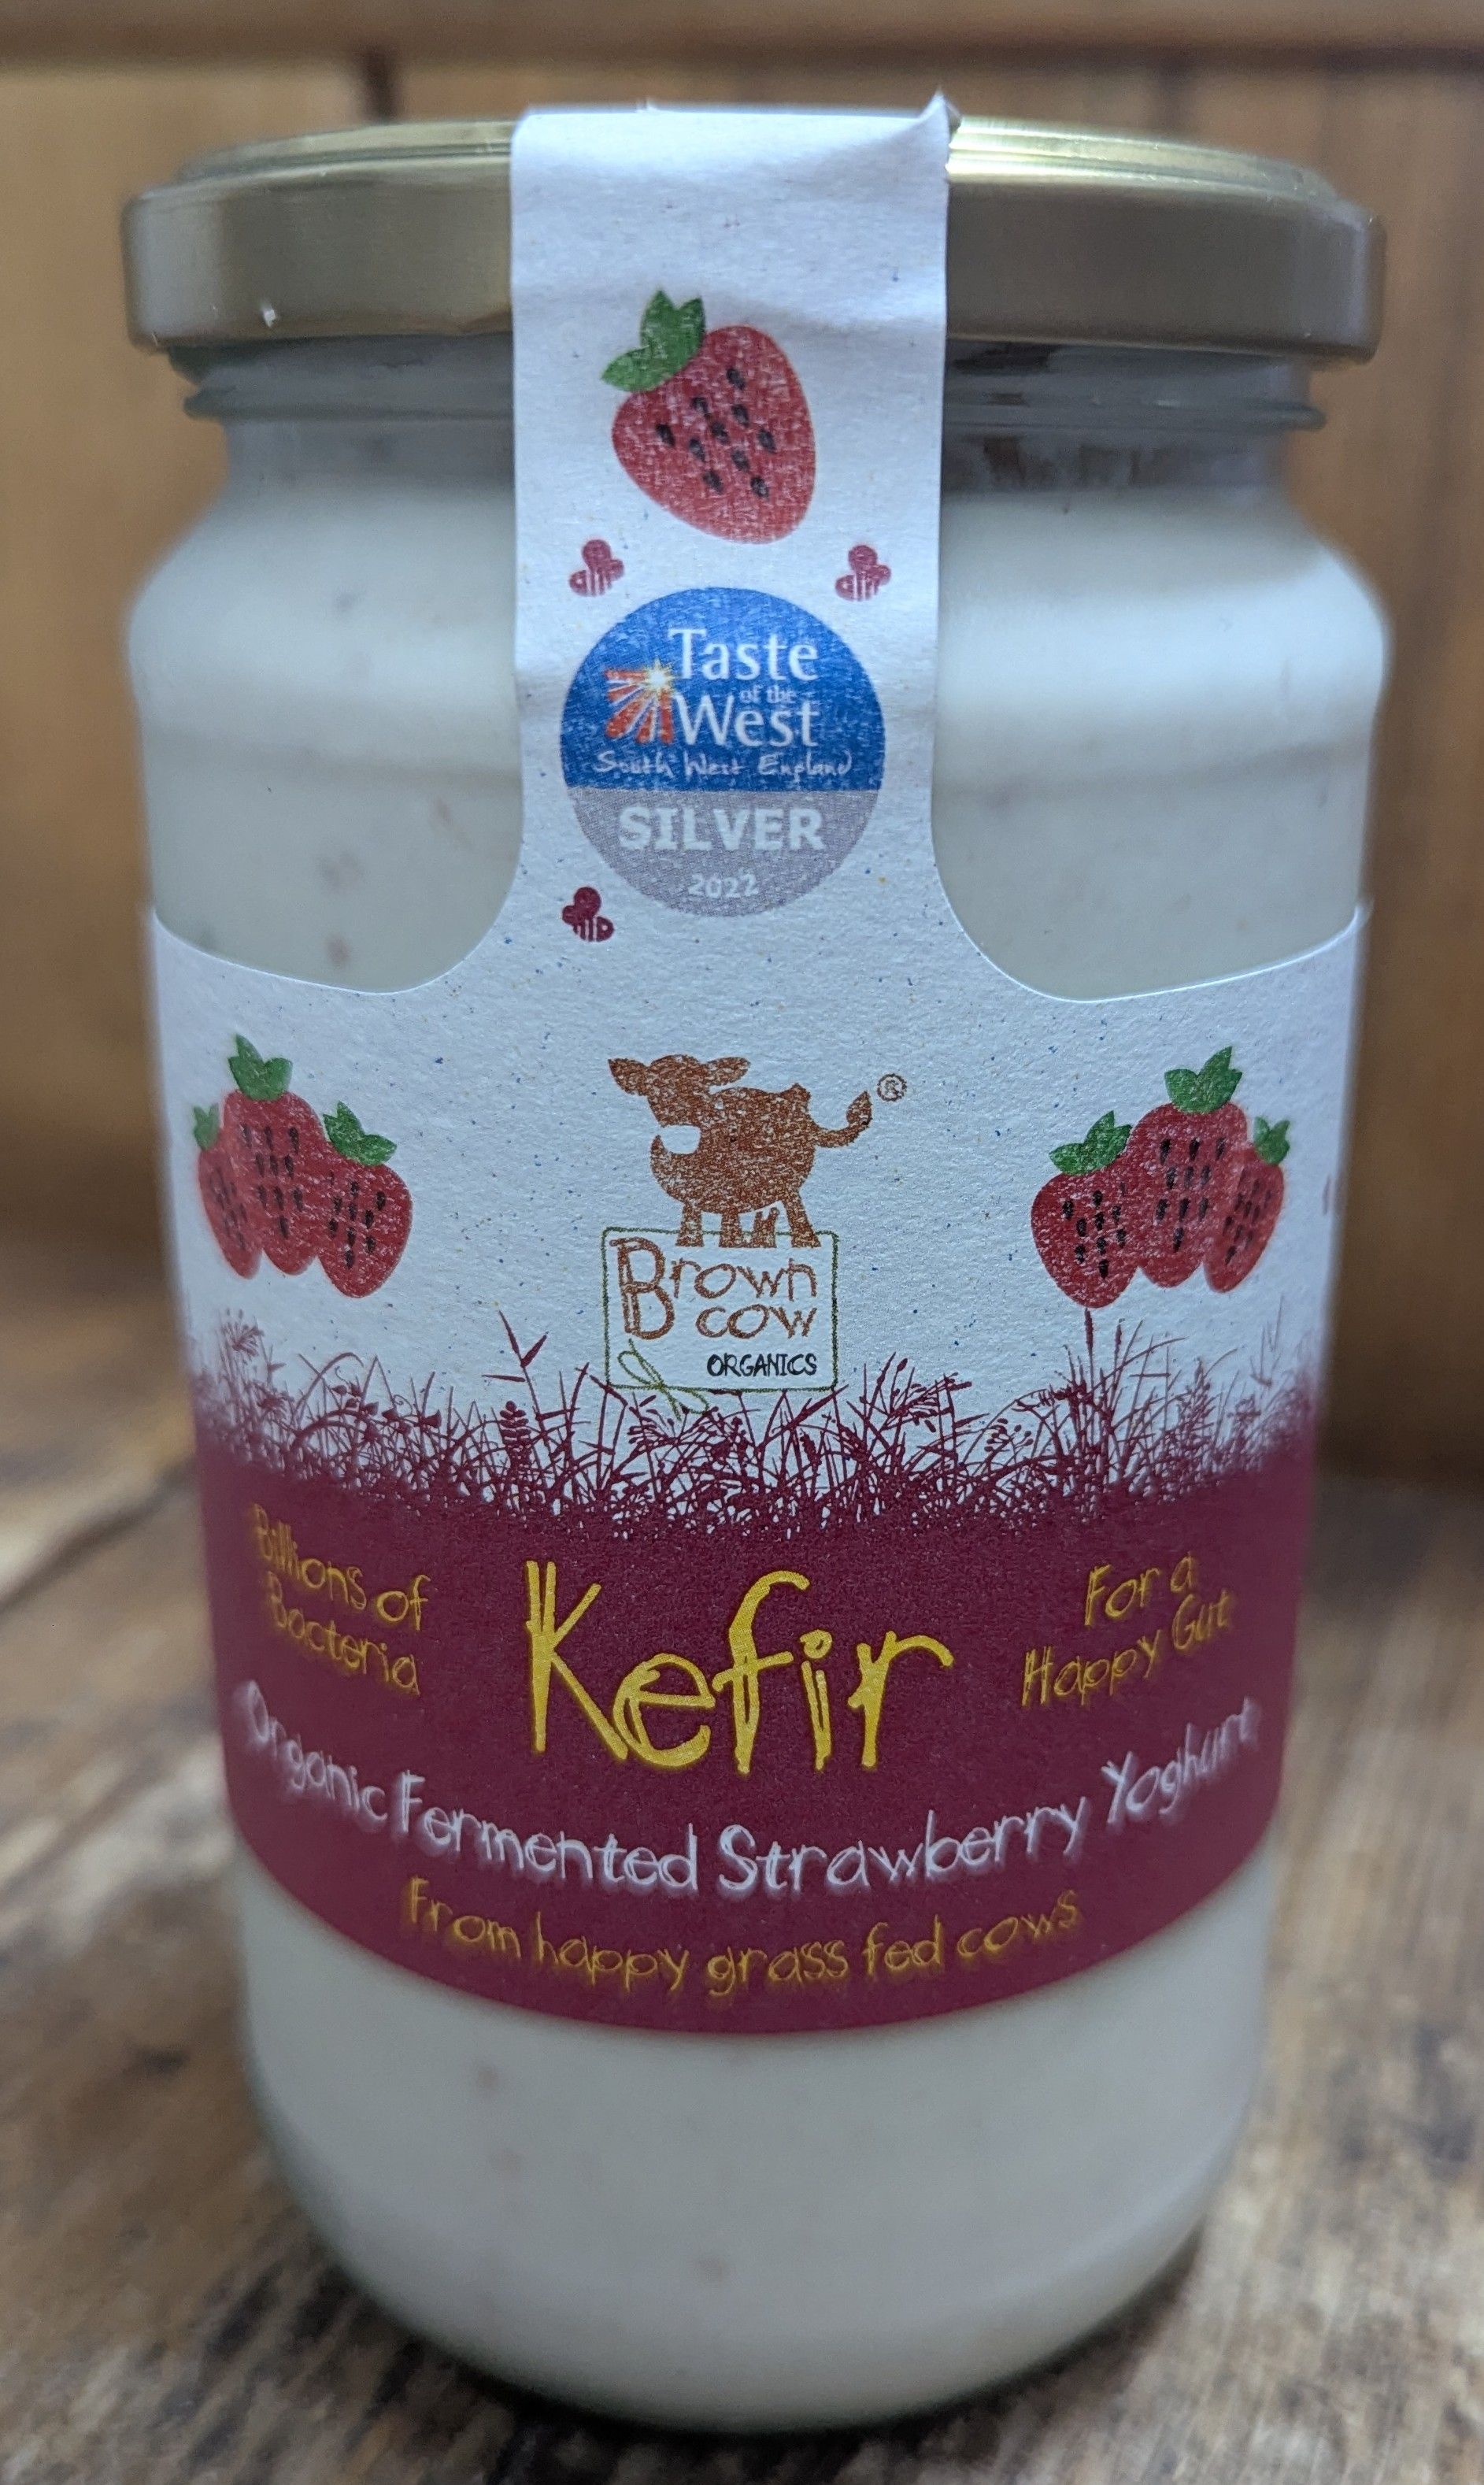 Taste
of the
West
South West England
SILVER
2022
®
Brown
cow
ORGANICS
Billions of
Bacteria
Kefir
For a
Happy Gut
Organic Fermented Strawberry Yoghurt
From happy grass fed cows